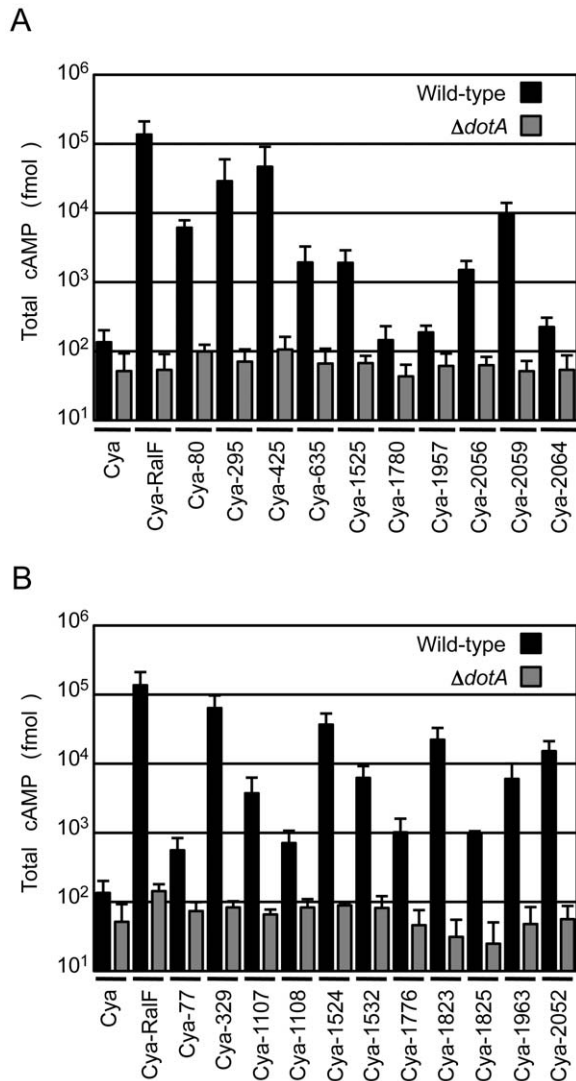 A
Total cAMP (fmol)
10⁶
10⁵
10⁴
10³
10²
10¹
Wild-type
ΔdotA
Cya
Cya-RalF
Cya-80
Cya-295
Cya-425
Cya-635
Cya-1525
Cya-1780
Cya-1957
Cya-2056
Cya-2059
Cya-2064
B
Total cAMP (fmol)
10⁶
10⁵
10⁴
10³
10²
10¹
Wild-type
ΔdotA
Cya
Cya-RalF
Cya-77
Cya-329
Cya-1107
Cya-1108
Cya-1524
Cya-1532
Cya-1776
Cya-1823
Cya-1825
Cya-1963
Cya-2052